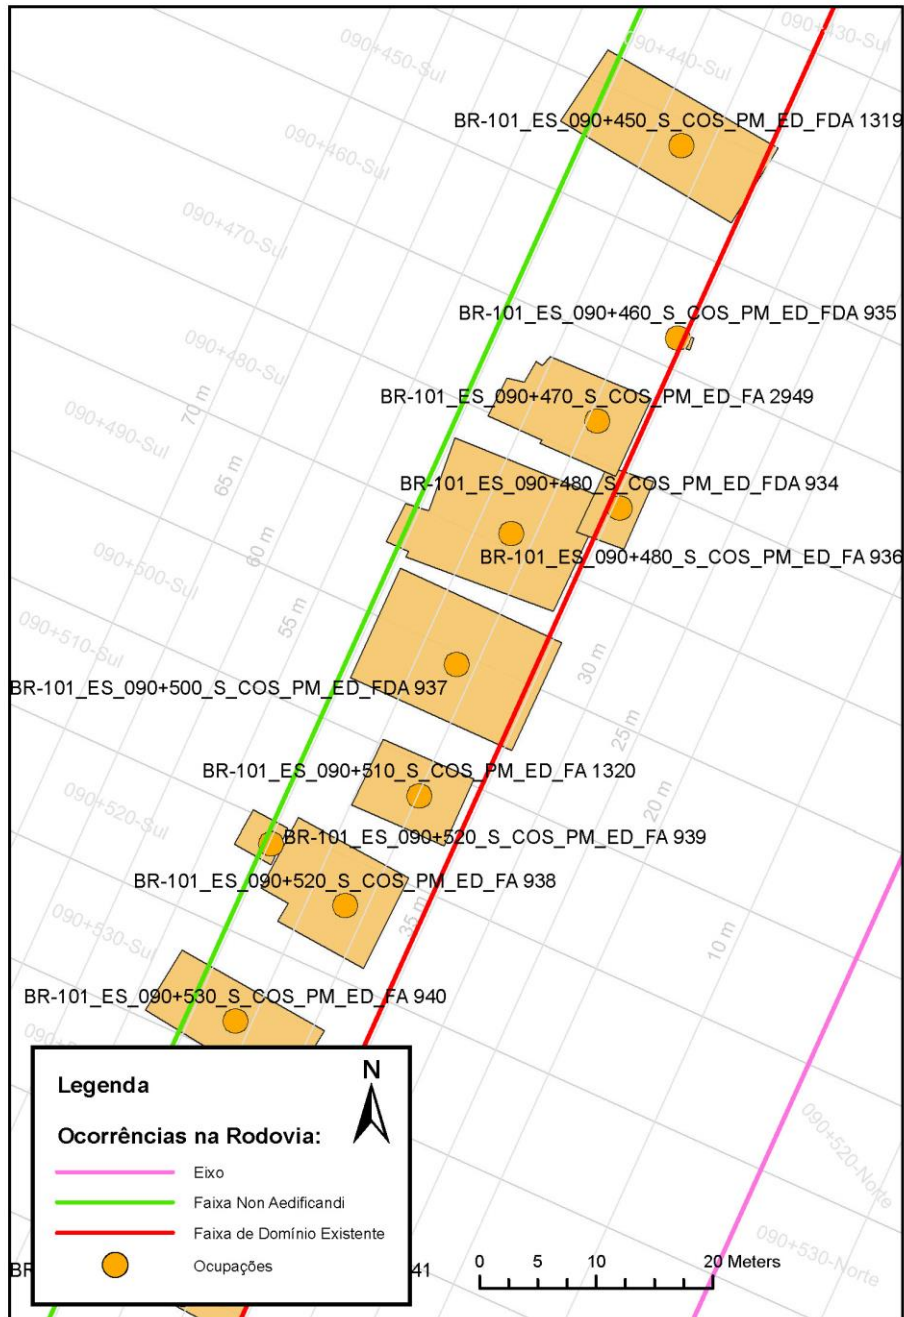 090+430-Sul
090+440-Sul
090+450-Sul
BR-101_ES_090+450_S_COS_PM_ED_FDA 1319
090+460-Sul
090+470-Sul
BR-101_ES_090+460_S_COS_PM_ED_FDA 935
090+480-Sul
70 m
BR-101_ES_090+470_S_COS_PM_ED_FA 2949
090+490-Sul
65 m
BR-101_ES_090+480_S_COS_PM_ED_FDA 934
60 m
BR-101_ES_090+480_S_COS_PM_ED_FA 936
090+500-Sul
55 m
090+510-Sul
30 m
BR-101_ES_090+500_S_COS_PM_ED_FDA 937
25 m
BR-101_ES_090+510_S_COS_PM_ED_FA 1320
20 m
090+520-Sul
BR-101_ES_090+520_S_COS_PM_ED_FA 939
BR-101_ES_090+520_S_COS_PM_ED_FA 938
35 m
090+530-Sul
10 m
BR-101_ES_090+530_S_COS_PM_ED_FA 940
Legenda
N
Ocorrências na Rodovia:
Eixo
Faixa Non Aedificandi
Faixa de Domínio Existente
Ocupações
090+520-Norte
090+530-Norte
0 5 10 20 Meters
41